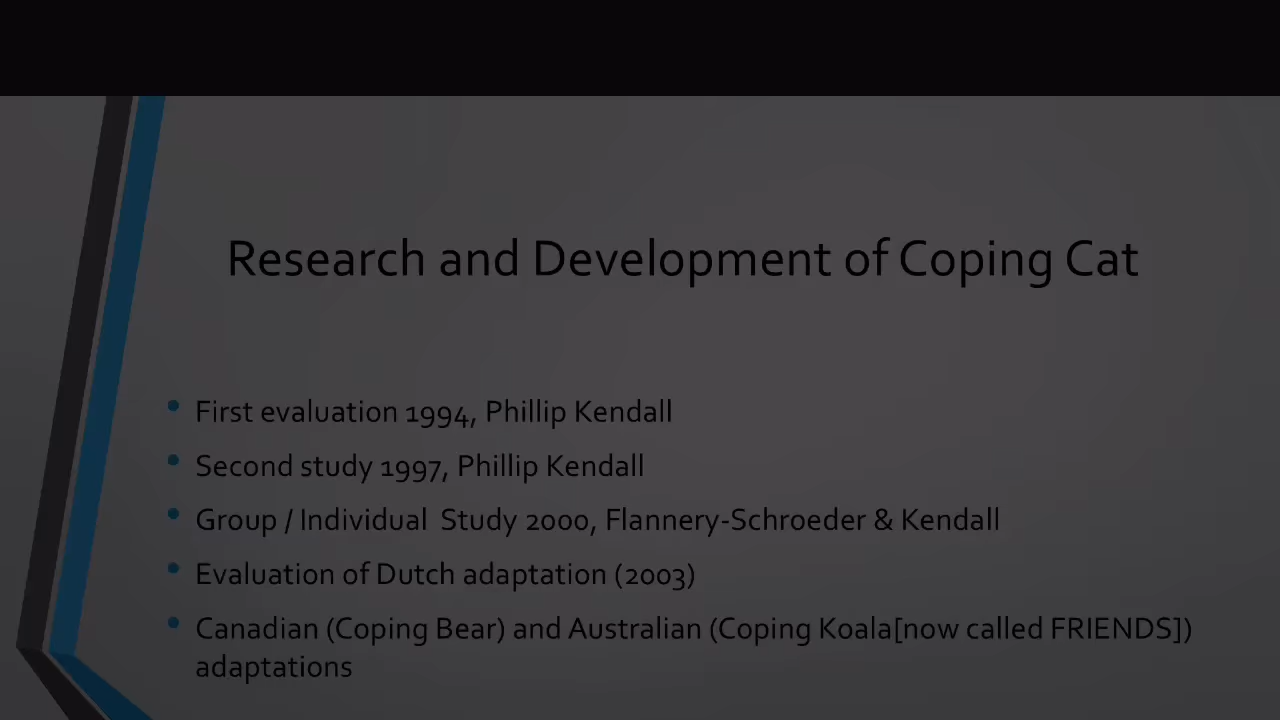 Research and Development of Coping Cat
• First evaluation 1994, Phillip Kendall
• Second study 1997, Phillip Kendall
• Group / Individual  Study 2000, Flannery-Schroeder & Kendall
• Evaluation of Dutch adaptation (2003)
• Canadian (Coping Bear) and Australian (Coping Koala[now called FRIENDS])
adaptations